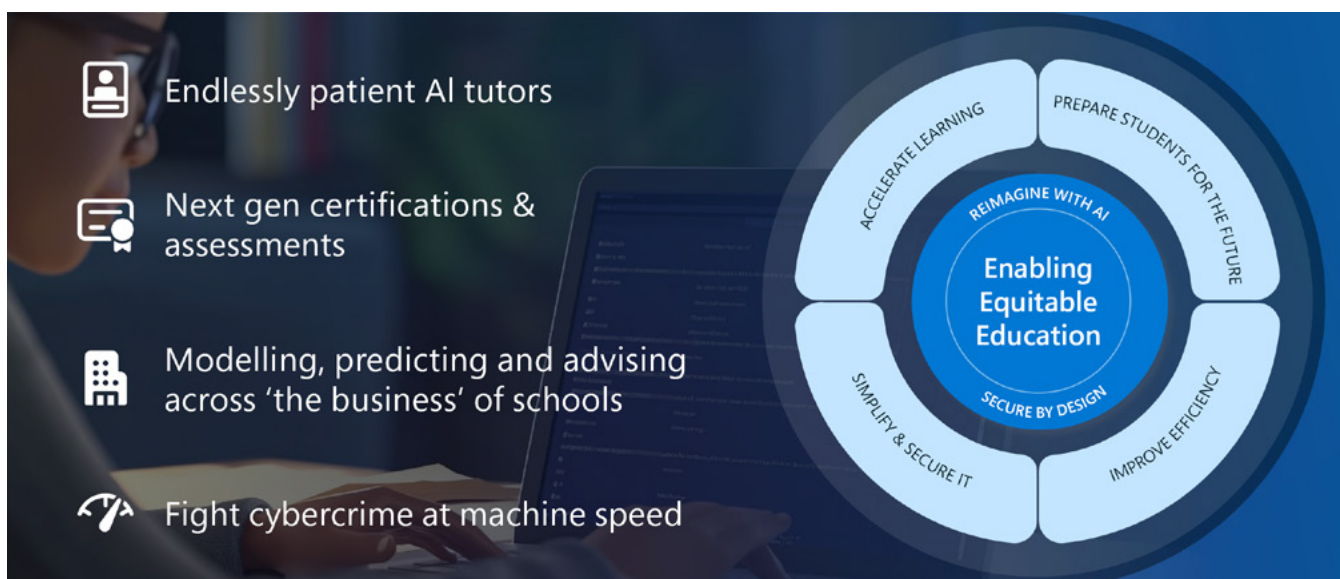 Endlessly patient AI tutors
Next gen certifications &
assessments
Modelling, predicting and advising
across ‘the business’ of schools
Fight cybercrime at machine speed
ACCELERATE LEARNING
PREPARE STUDENTS FOR THE FUTURE
REIMAGINE WITH AI
Enabling
Equitable
Education
SECURE BY DESIGN
SIMPLIFY & SECURE IT
IMPROVE EFFICIENCY